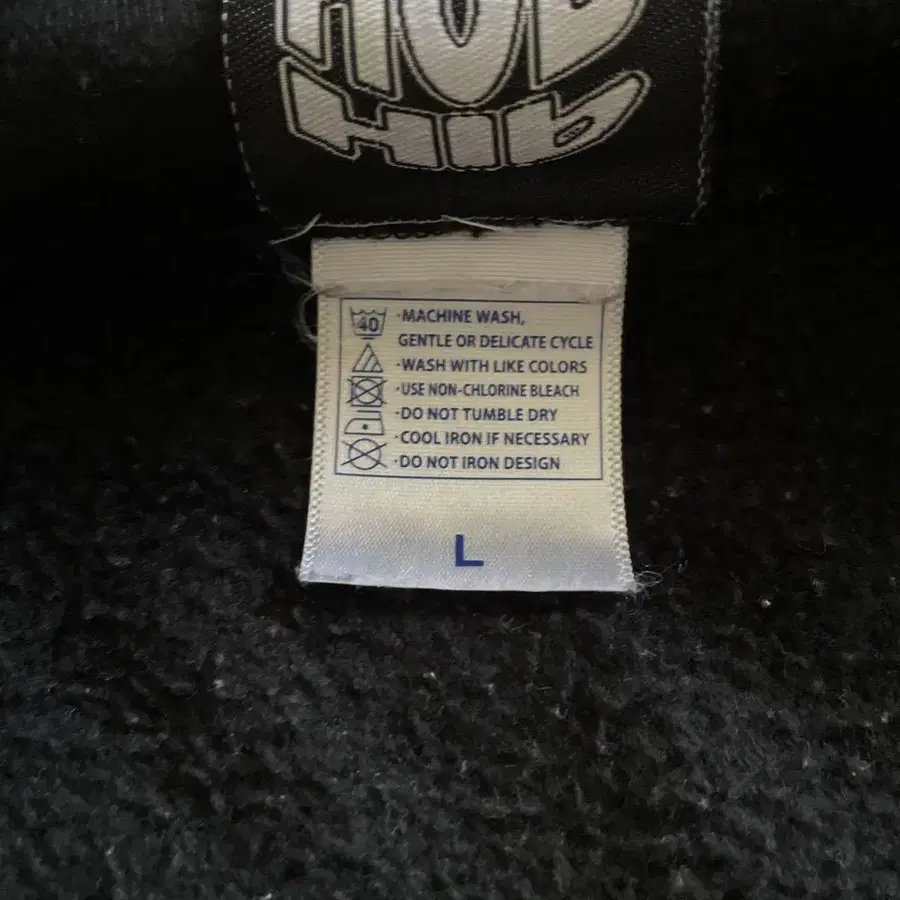 40
·MACHINE WASH,
GENTLE OR DELICATE CYCLE
·WASH WITH LIKE COLORS
·USE NON-CHLORINE BLEACH
·DO NOT TUMBLE DRY
·COOL IRON IF NECESSARY
·DO NOT IRON DESIGN
L